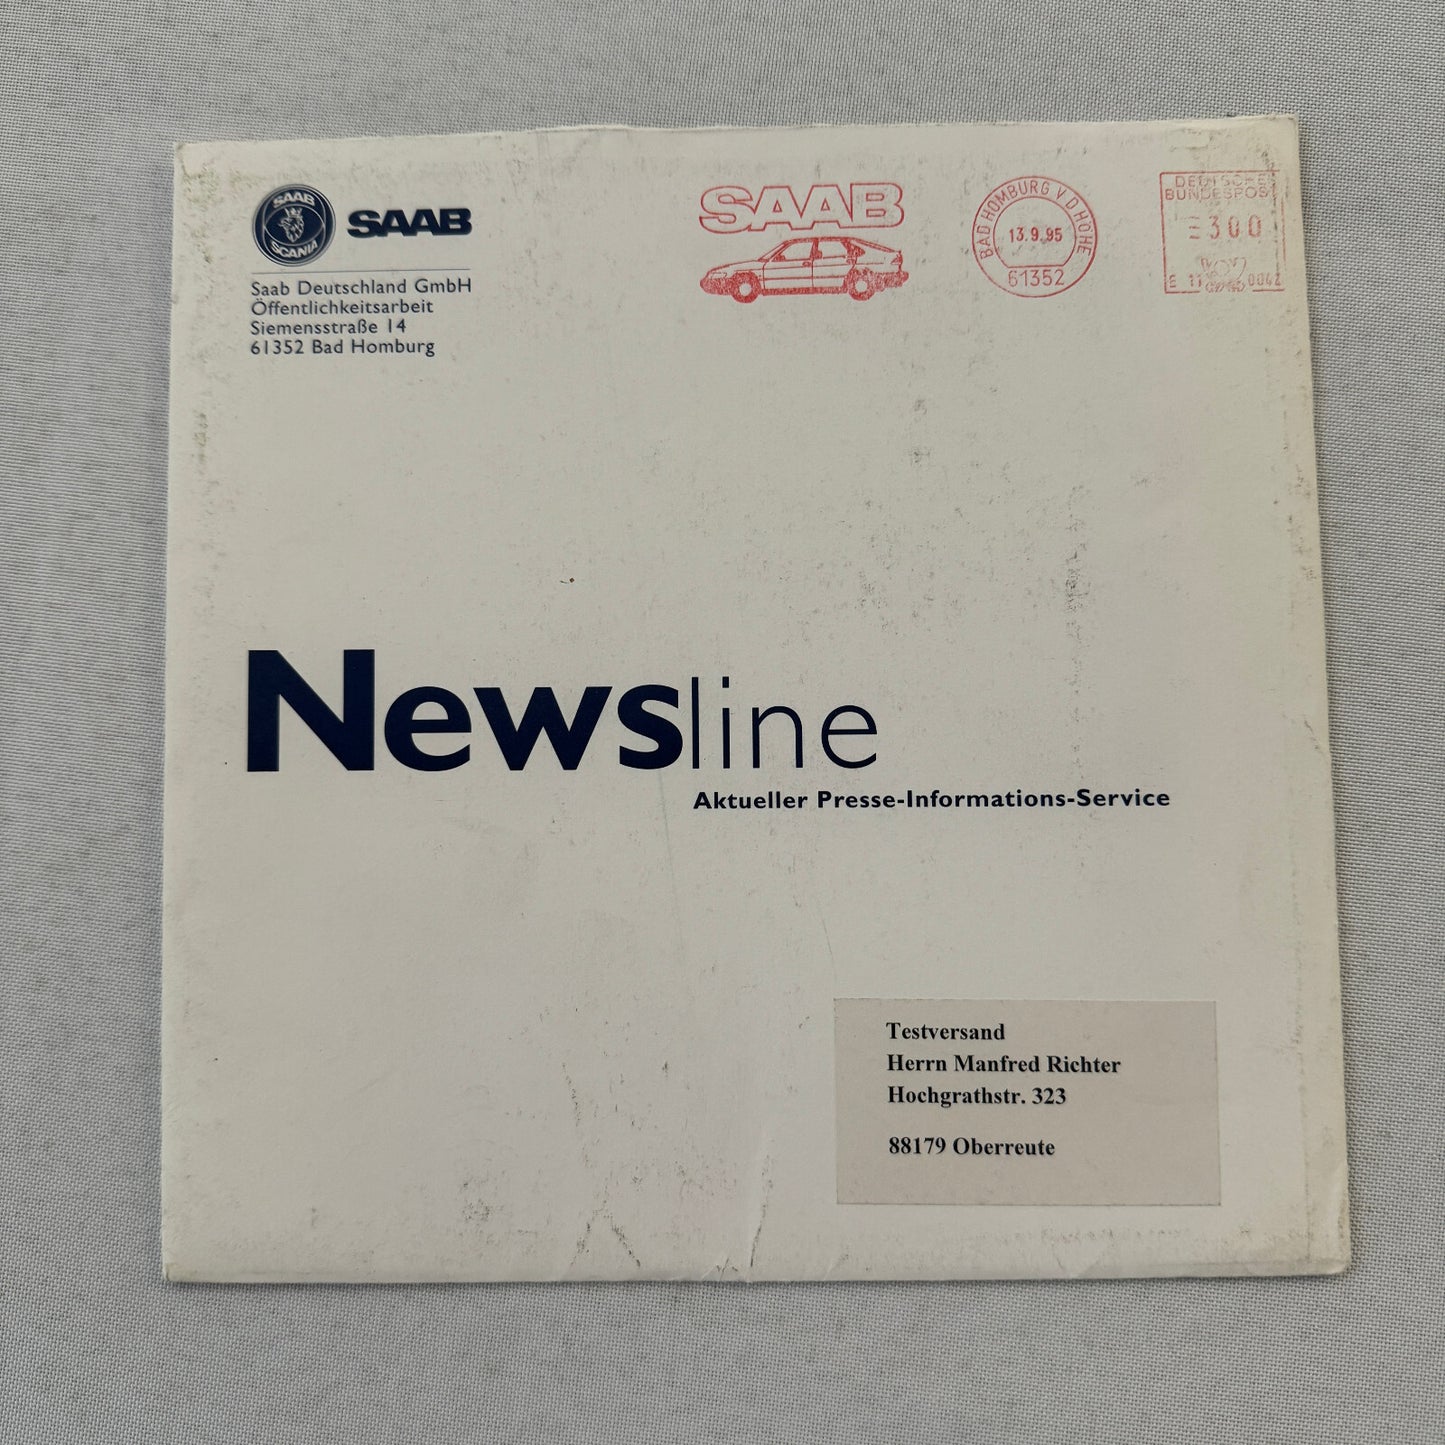 SAAB
SCANIA
SAAB
Saab Deutschland GmbH
Öffentlichkeitsarbeit
Siemensstraße 14
61352 Bad Homburg
SAAB
BAD HOMBURG V D HÖHE
13.9.95
61352
DEUTSCHE
BUNDESPOST
300
Newsline
Aktueller Presse-Informations-Service
Testversand
Herrn Manfred Richter
Hochgrathstr. 323
88179 Oberreute